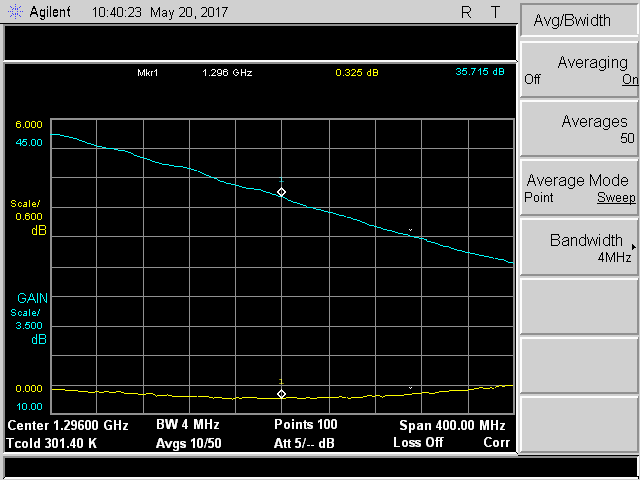 Agilent 10:40:23 May 20, 2017 R T
Avg/Bwidth
Mkr1 1.296 GHz 0.325 dB 35.715 dB
Averaging
Off On
Averages
50
Average Mode
Point Sweep
Bandwidth
4MHz
6.000
45.00
Scale/
0.600
dB
GAIN
Scale/
3.500
dB
0.000
10.00
1
1
Center 1.29600 GHz BW 4 MHz Points 100 Span 400.00 MHz
Tcold 301.40 K Avgs 10/50 Att 5/-- dB Loss Off Corr